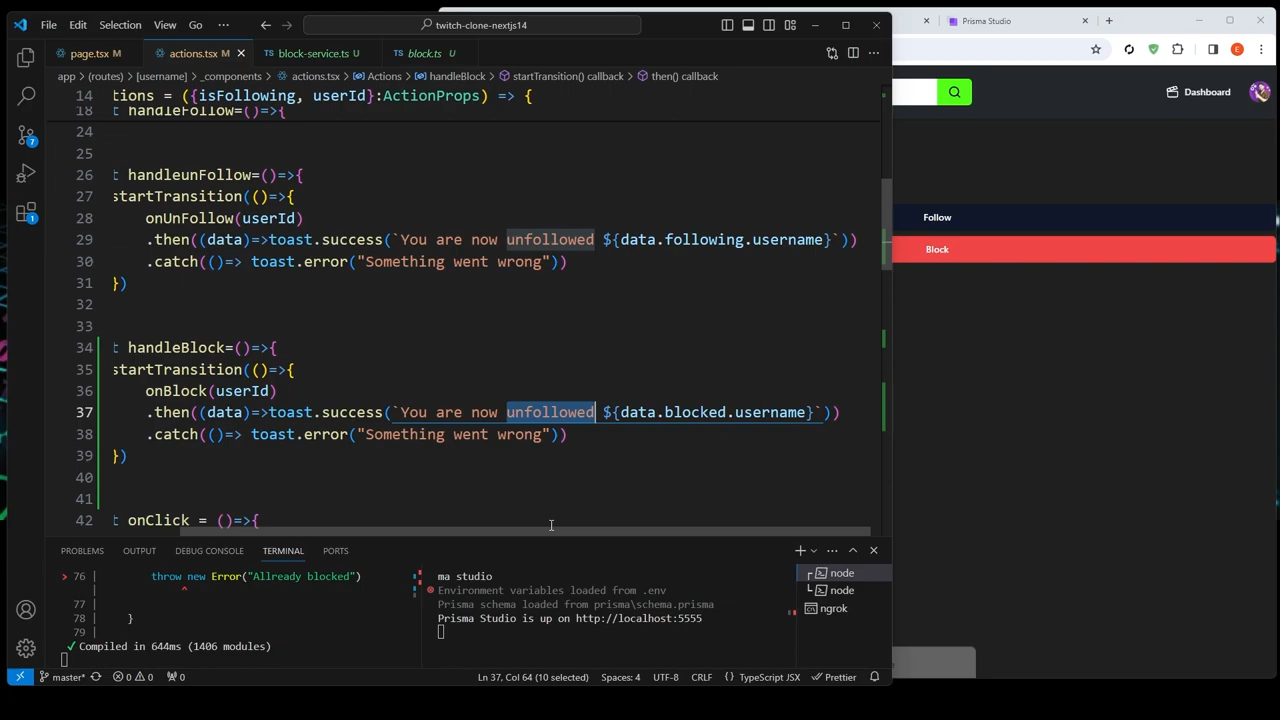 File Edit Selection View Go ··· twitch-clone-nextjs14
Prisma Studio
page.tsx M actions.tsx M block-service.ts U block.ts U
app > (routes) > [username] > _components > actions.tsx > Actions > handleBlock > startTransition() callback > then() callback
14 tions = ({isFollowing, userId}:ActionProps) => {
18 t handleFollow=()=>{
24
25
26 t handleunFollow=()=>{
27 startTransition(()=>{
28 onUnFollow(userId)
29 .then((data)=>toast.success(`You are now unfollowed ${data.following.username}`))
30 .catch(()=> toast.error("Something went wrong"))
31 })
32
33
34 t handleBlock=()=>{
35 startTransition(()=>{
36 onBlock(userId)
37 .then((data)=>toast.success(`You are now unfollowed ${data.blocked.username}`))
38 .catch(()=> toast.error("Something went wrong"))
39 })
40
41
42 t onClick = ()=>{
E
Dashboard
Follow
Block
PROBLEMS OUTPUT DEBUG CONSOLE TERMINAL PORTS
> 76 | throw new Error("Allready blocked")
| ^
77 |
78 | }
79 |
✓ Compiled in 644ms (1406 modules)
ma studio
Environment variables loaded from .env
Prisma schema loaded from prisma\schema.prisma
Prisma Studio is up on http://localhost:5555
node
node
ngrok
7
1
master* 0 0 0 Ln 37, Col 64 (10 selected) Spaces: 4 UTF-8 CRLF {} TypeScript JSX Prettier